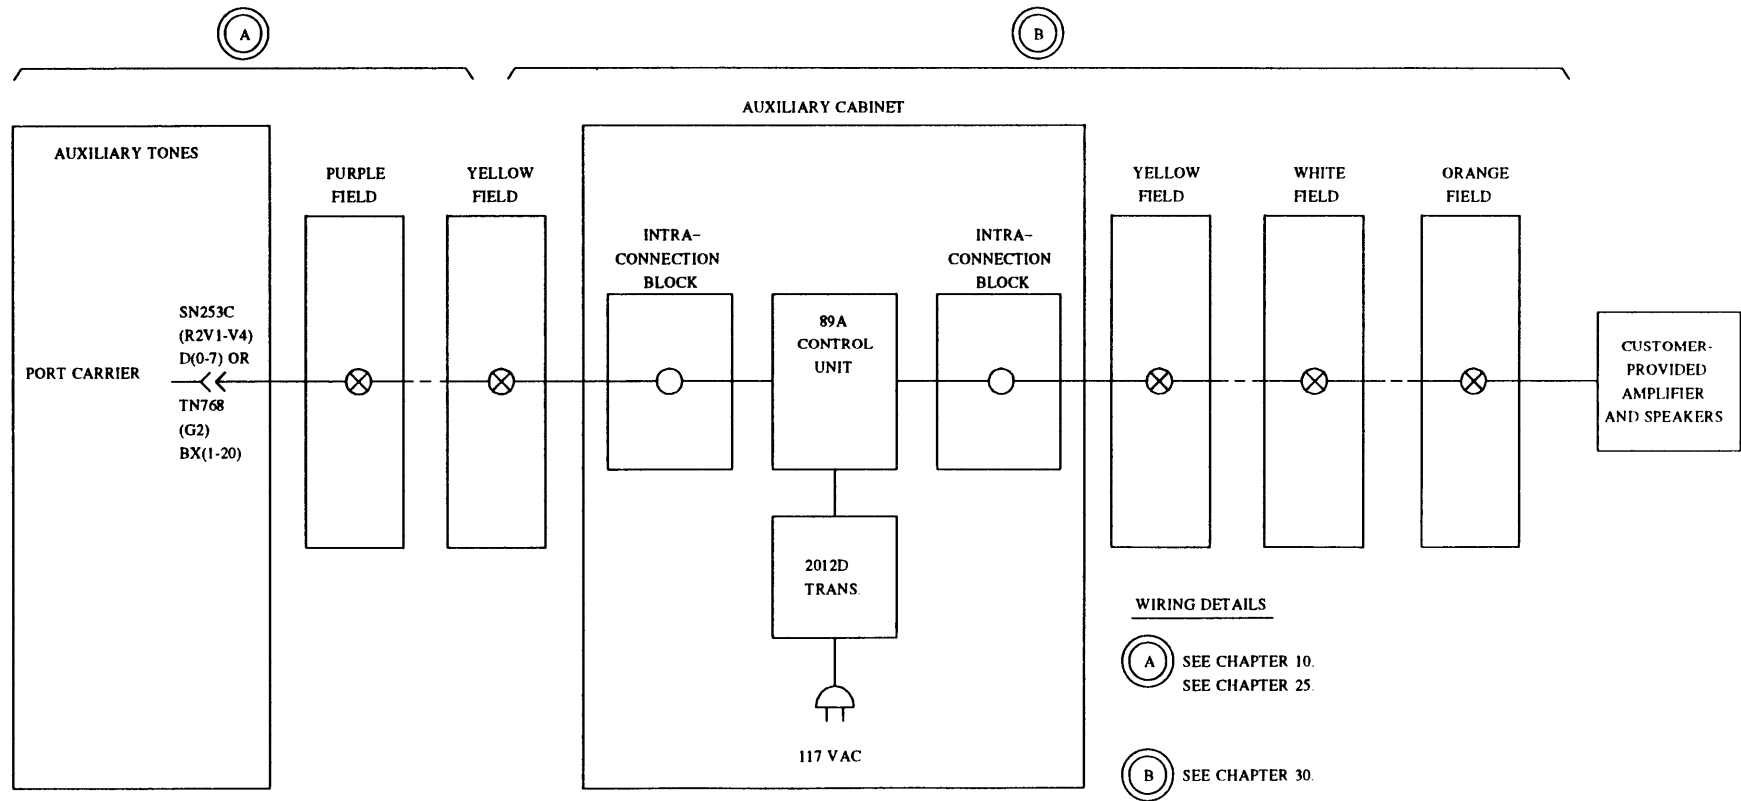 A
B
AUXILIARY CABINET
AUXILIARY TONES
PURPLE
FIELD
YELLOW
FIELD
INTRA-
CONNECTION
BLOCK
INTRA-
CONNECTION
BLOCK
YELLOW
FIELD
WHITE
FIELD
ORANGE
FIELD
PORT CARRIER
SN253C
(R2V1-V4)
D(0-7) OR
TN768
(G2)
BX(1-20)
89A
CONTROL
UNIT
2012D
TRANS.
117 VAC
CUSTOMER-
PROVIDED
AMPLIFIER
AND SPEAKERS
WIRING DETAILS
A SEE CHAPTER 10.
SEE CHAPTER 25.
B SEE CHAPTER 30.